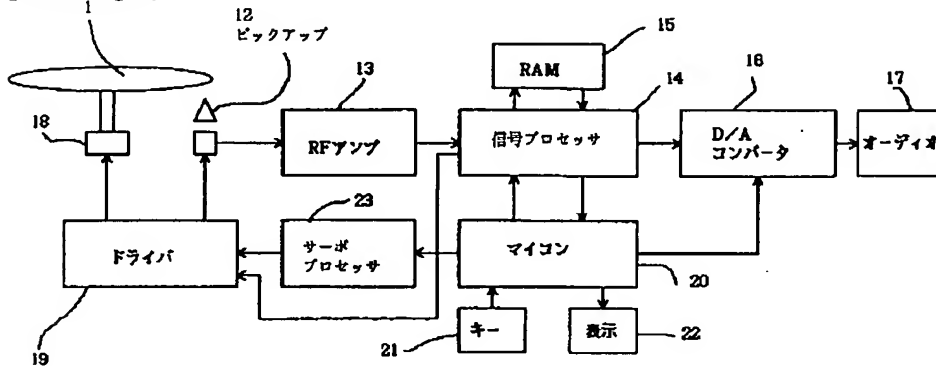 1
12
ピックアップ
13
RFアンプ
15
RAM
14
信号プロセッサ
16
D/A
コンバータ
17
オーディオ
18
ドライバ
19
23
サーボ
プロセッサ
マイコン
20
キー
21
表示
22